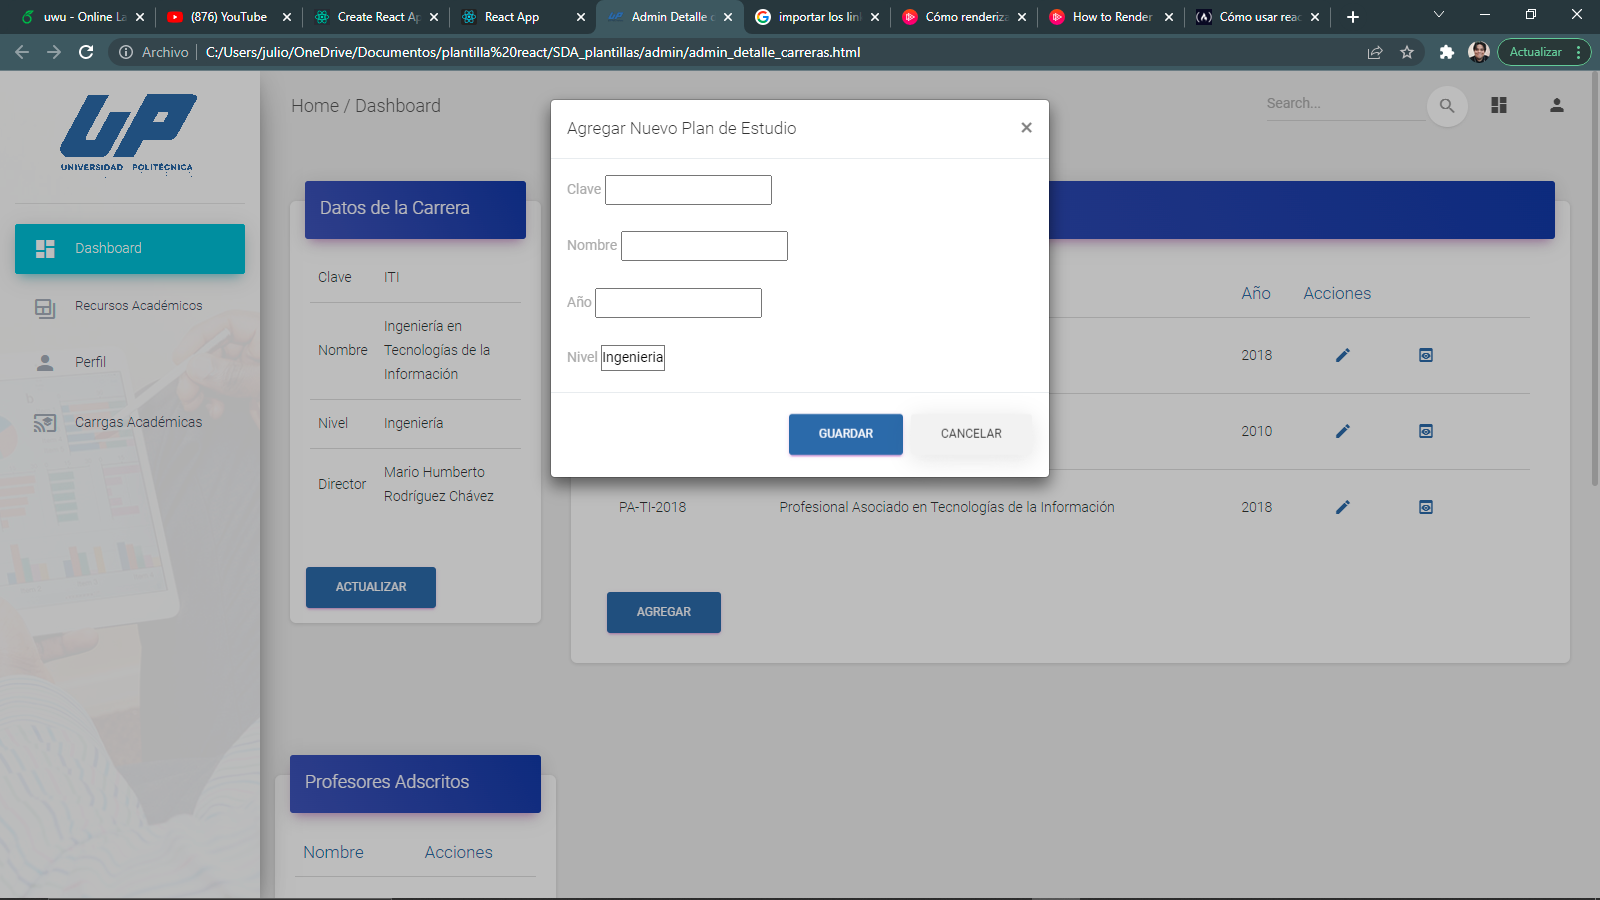 uwu - Online La
(876) YouTube
Create React Ap
React App
Admin Detalle c
importar los lin
Cómo renderiza
How to Render
Cómo usar reac
Archivo
C:/Users/julio/OneDrive/Documentos/plantilla%20react/SDA_plantillas/admin/admin_detalle_carreras.html
Actualizar
UP
UNIVERSIDAD POLITÉCNICA
Dashboard
Recursos Académicos
Perfil
Carrgas Académicas
Home / Dashboard
Search...
Agregar Nuevo Plan de Estudio
×
Clave
Nombre
Año
Nivel Ingenieria
GUARDAR
CANCELAR
Datos de la Carrera
Clave ITI
Nombre Ingeniería en
Tecnologías de la
Información
Nivel Ingeniería
Director Mario Humberto
Rodríguez Chávez
ACTUALIZAR
Año Acciones
2018
2010
PA-TI-2018 Profesional Asociado en Tecnologías de la Información 2018
AGREGAR
Profesores Adscritos
Nombre Acciones